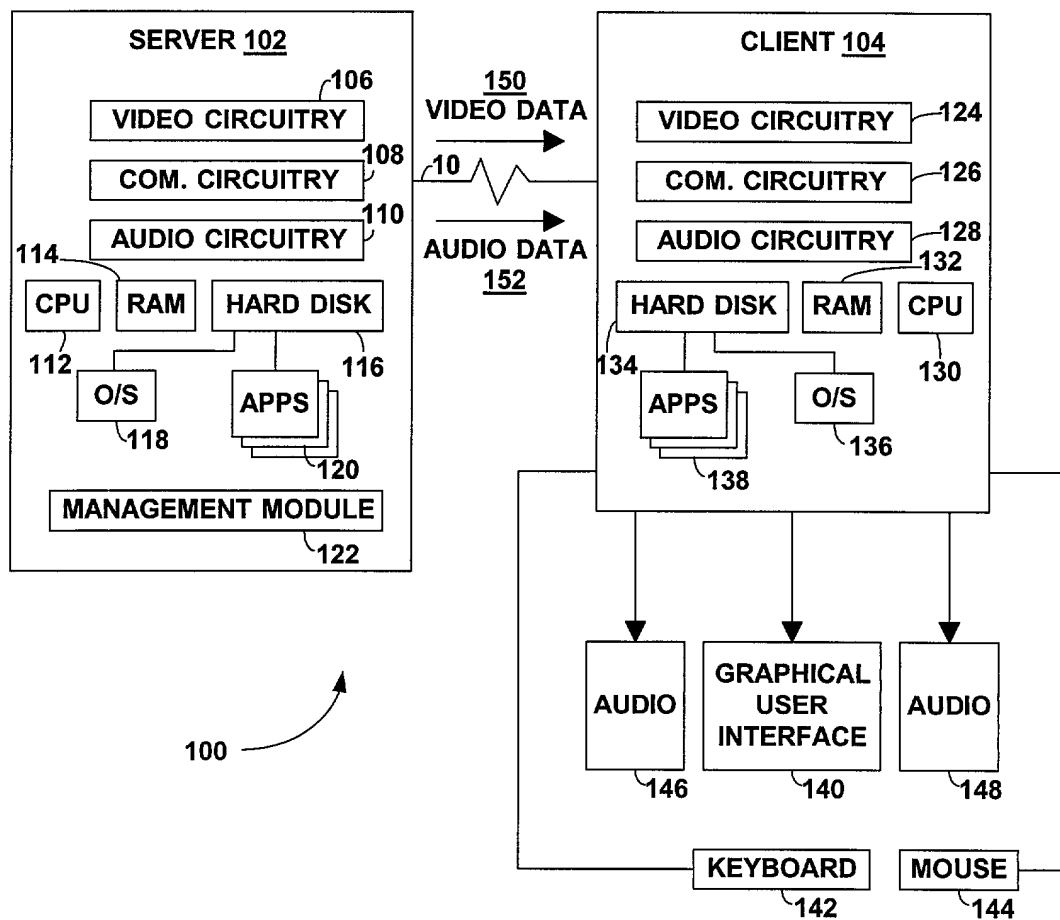 SERVER 102
106
VIDEO CIRCUITRY
108
COM. CIRCUITRY
110
AUDIO CIRCUITRY
114
CPU
RAM
HARD DISK
112
116
O/S
APPS
118
120
MANAGEMENT MODULE
122
150
VIDEO DATA
10
AUDIO DATA
152
CLIENT 104
VIDEO CIRCUITRY
124
COM. CIRCUITRY
126
AUDIO CIRCUITRY
128
132
HARD DISK
RAM
CPU
134
130
APPS
O/S
136
138
AUDIO
GRAPHICAL
USER
INTERFACE
AUDIO
146
140
148
100
KEYBOARD
MOUSE
142
144